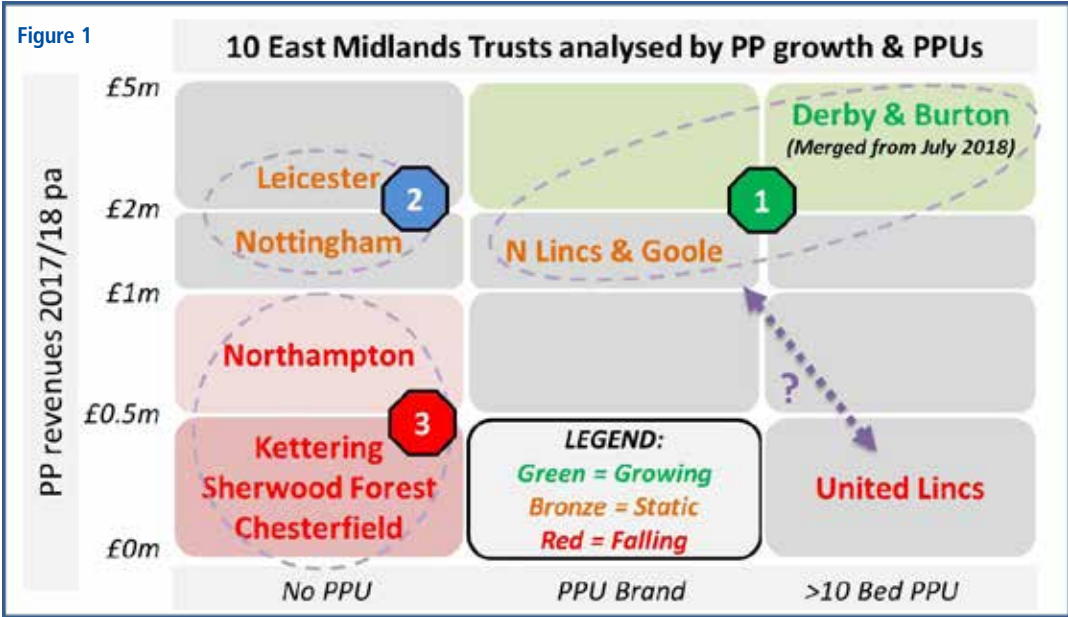 Figure 1
10 East Midlands Trusts analysed by PP growth & PPUs
PP revenues 2017/18 pa
£5m
£2m
£1m
£0.5m
£0m
Derby & Burton
(Merged from July 2018)
Leicester
2
1
Nottingham
N Lincs & Goole
Northampton
?
3
Kettering
Sherwood Forest
Chesterfield
LEGEND:
Green = Growing
Bronze = Static
Red = Falling
United Lincs
No PPU
PPU Brand
>10 Bed PPU